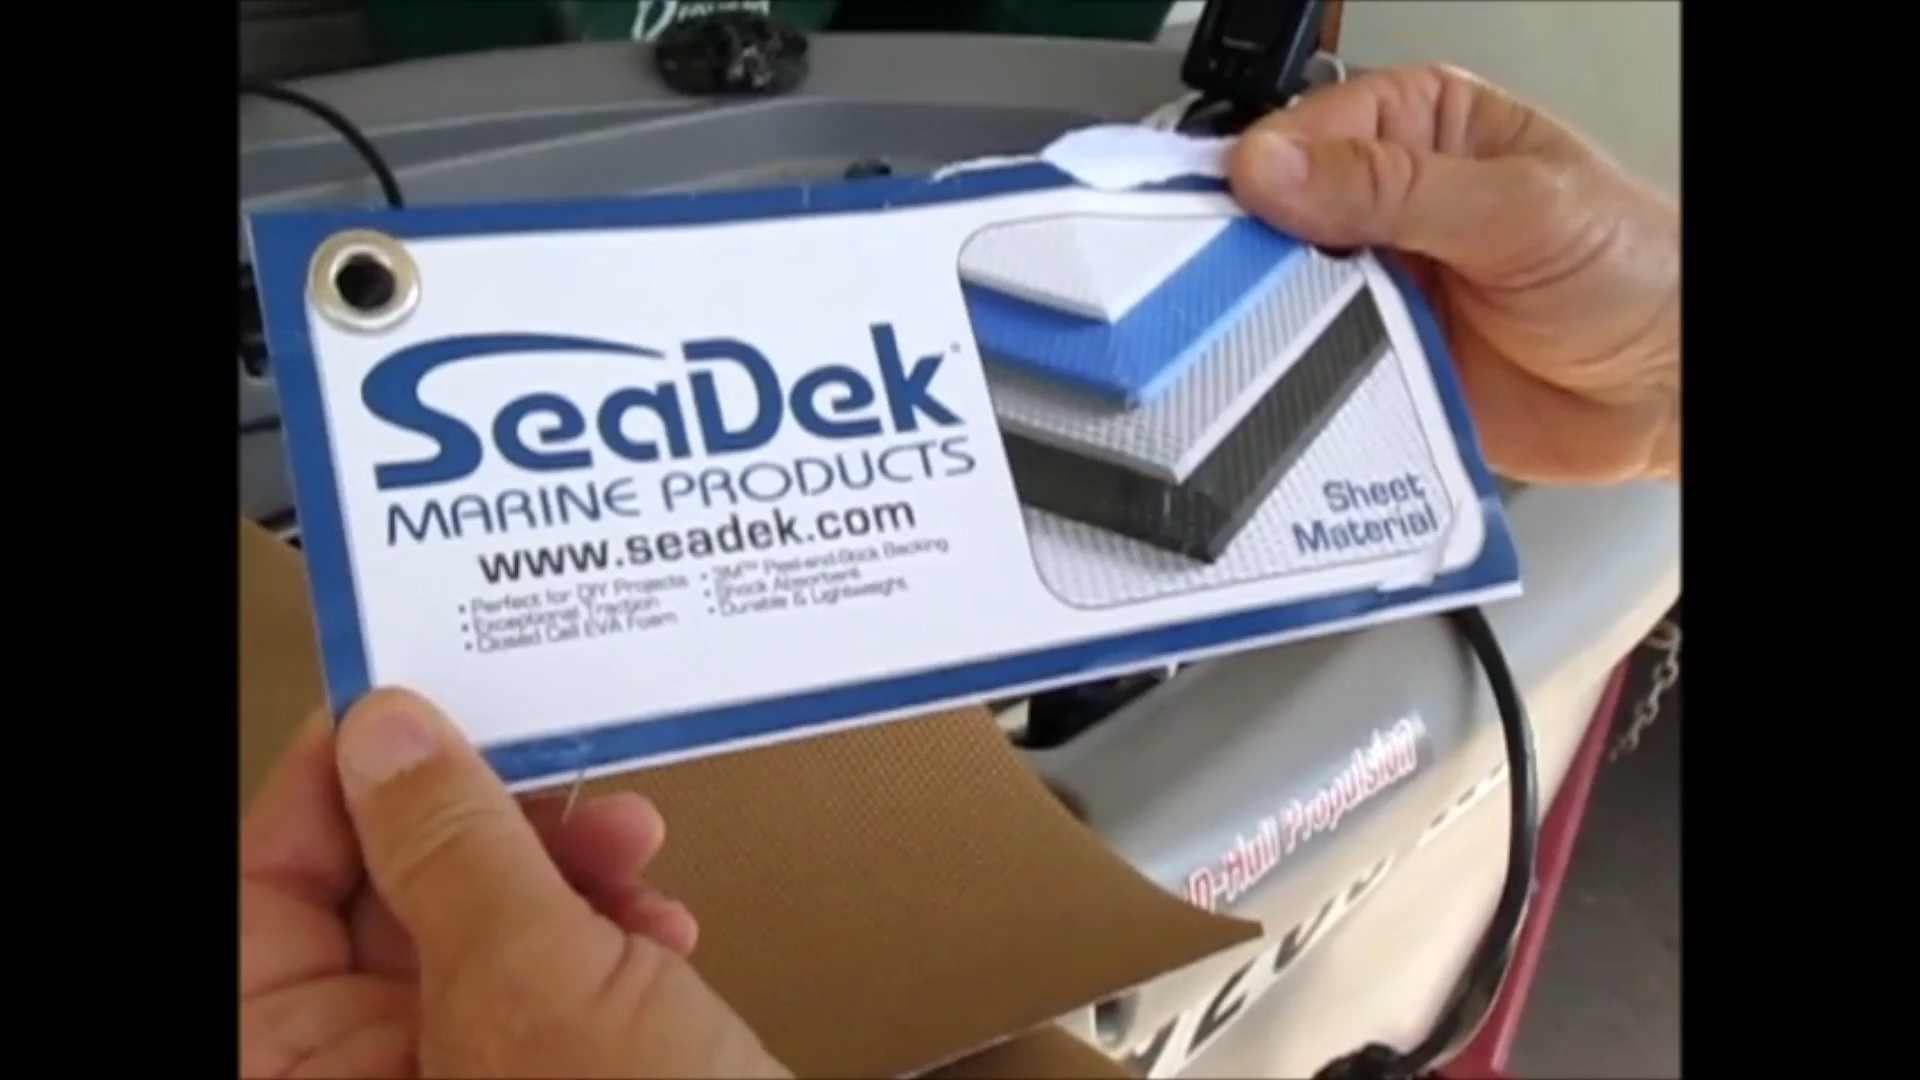 SeaDek®
MARINE PRODUCTS
www.seadek.com
• Perfect for DIY Projects
• Exceptional Traction
• Closed Cell EVA Foam
• 3M™ Peel-and-Stick Backing
• Shock Absorbent
• Durable & Lightweight
Sheet
Material
n-Hull Propulsion